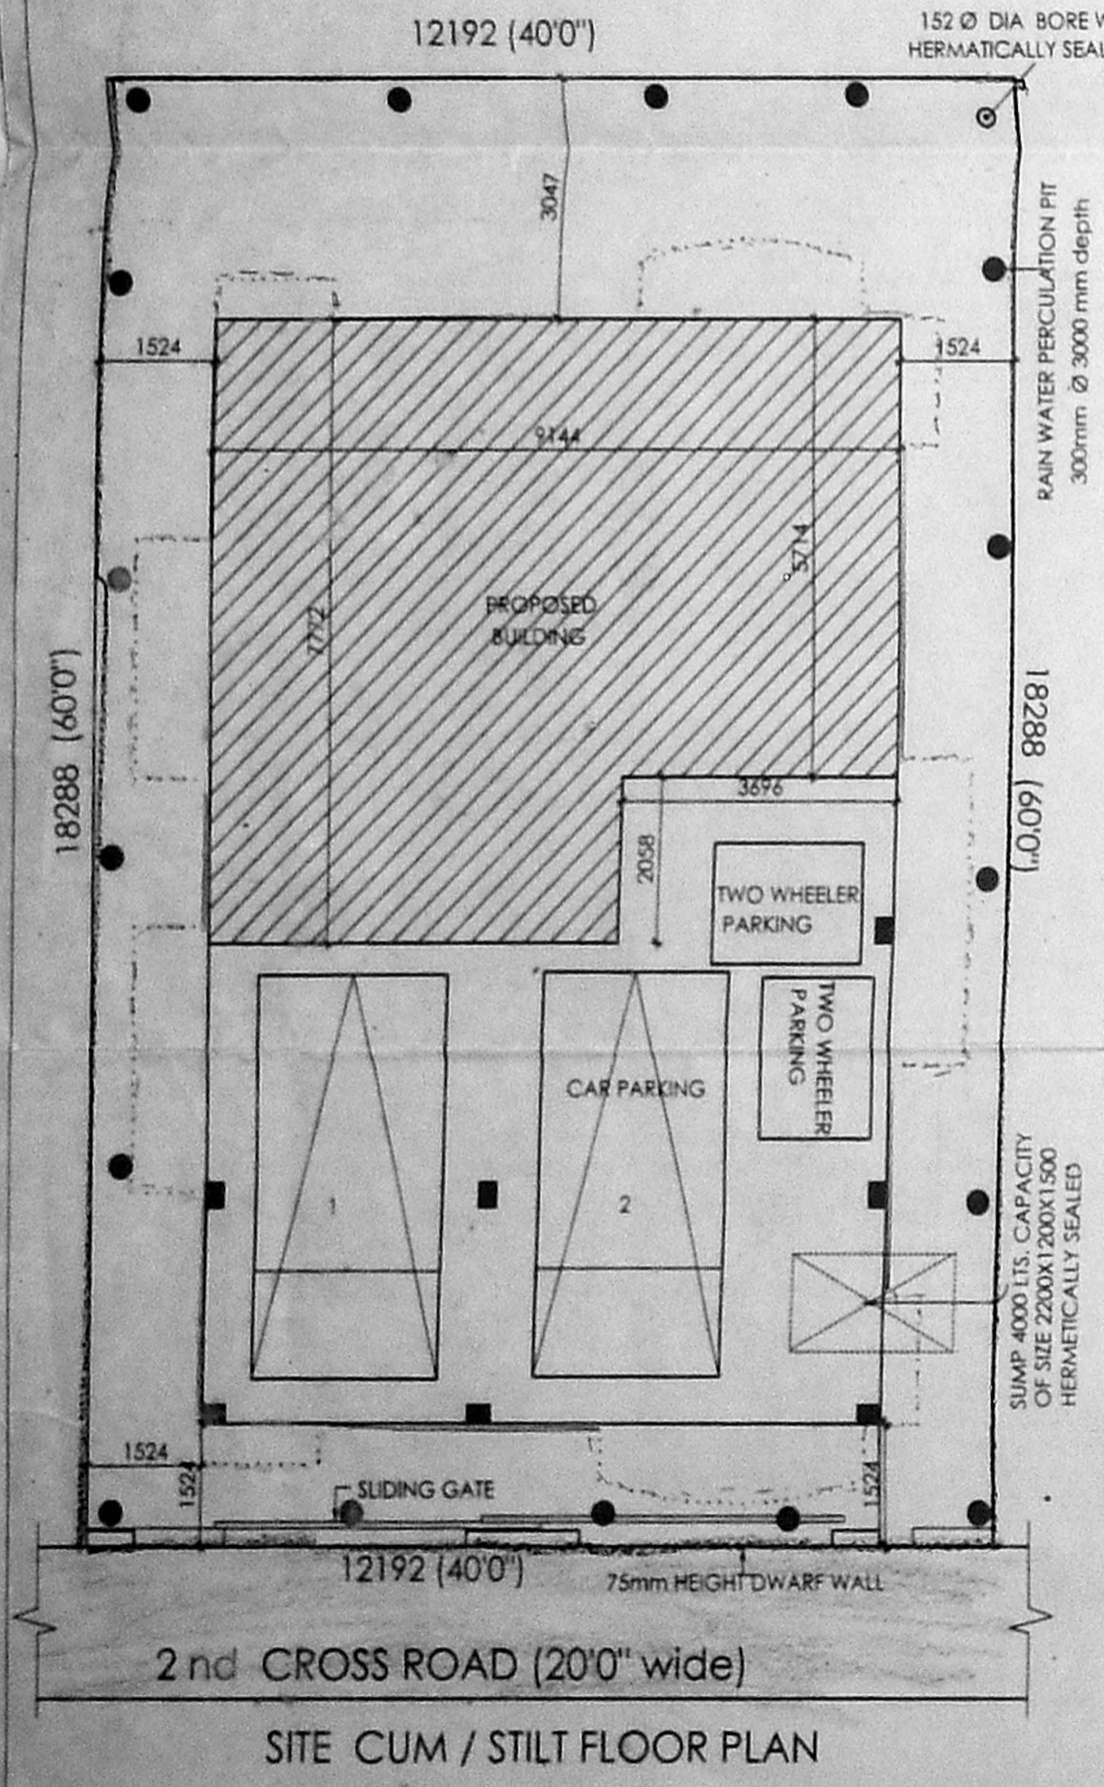 12192 (40'0")
152 Ø DIA BORE
HERMATICALLY
3047
RAIN WATER PERCULATION PIT
300mm Ø 3000 mm depth
1524
1524
9144
5714
PROPOSED
BUILDING
7772
18288 (60'0")
18288 (60'0")
3696
2058
TWO WHEELER
PARKING
TWO WHEELER
PARKING
CAR PARKING
1
2
SUMP 4000 LTS. CAPACITY
OF SIZE 2200X1200X1500
HERMETICALLY SEALED
1524
1524
1524
SLIDING GATE
12192 (40'0")
75mm HEIGHT DWARF WALL
2 nd CROSS ROAD (20'0" wide)
SITE CUM / STILT FLOOR PLAN